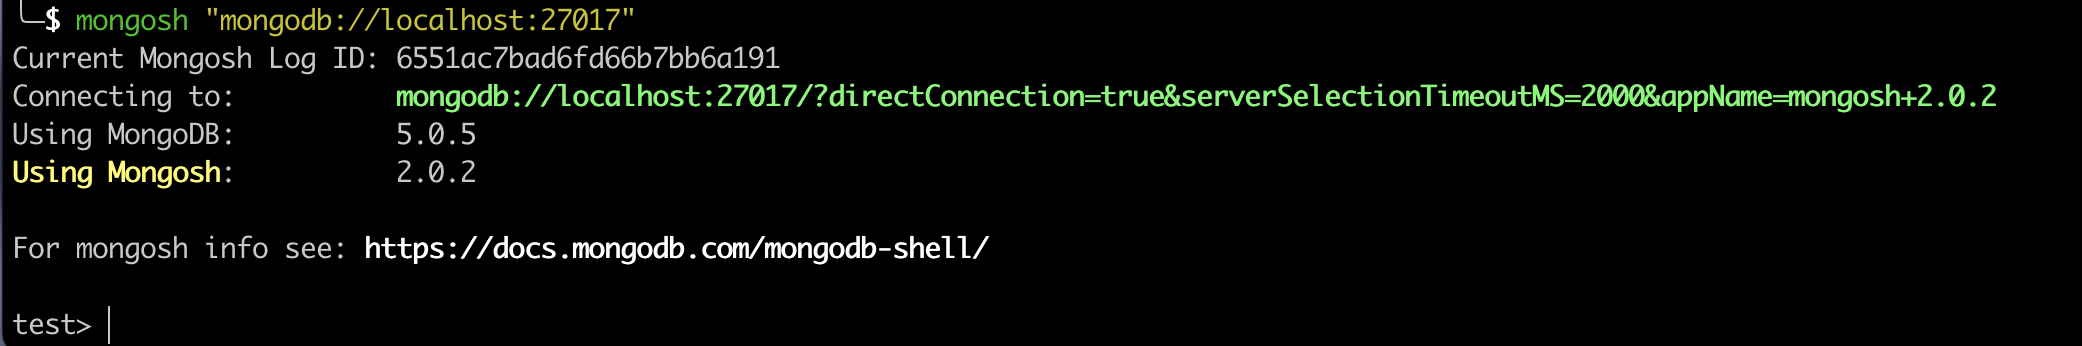 $ mongosh "mongodb://localhost:27017"
Current Mongosh Log ID: 6551ac7bad6fd66b7bb6a191
Connecting to: mongodb://localhost:27017/?directConnection=true&serverSelectionTimeoutMS=2000&appName=mongosh+2.0.2
Using MongoDB: 5.0.5
Using Mongosh: 2.0.2
For mongosh info see: https://docs.mongodb.com/mongodb-shell/
test>